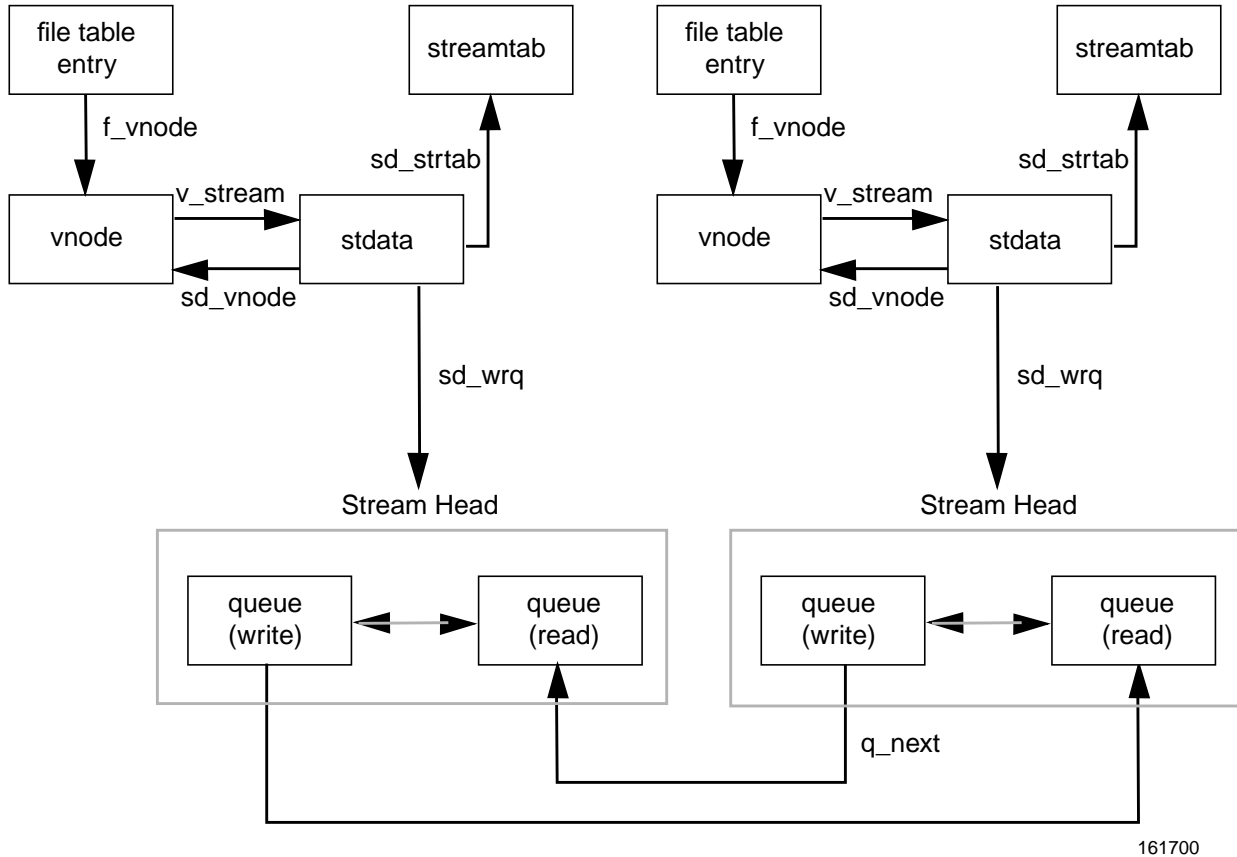 file table
entry
streamtab
file table
entry
streamtab
f_vnode
f_vnode
sd_strtab
sd_strtab
v_stream
v_stream
vnode
stdata
vnode
stdata
sd_vnode
sd_vnode
sd_wrq
sd_wrq
Stream Head
Stream Head
queue
(write)
queue
(read)
queue
(write)
queue
(read)
q_next
161700